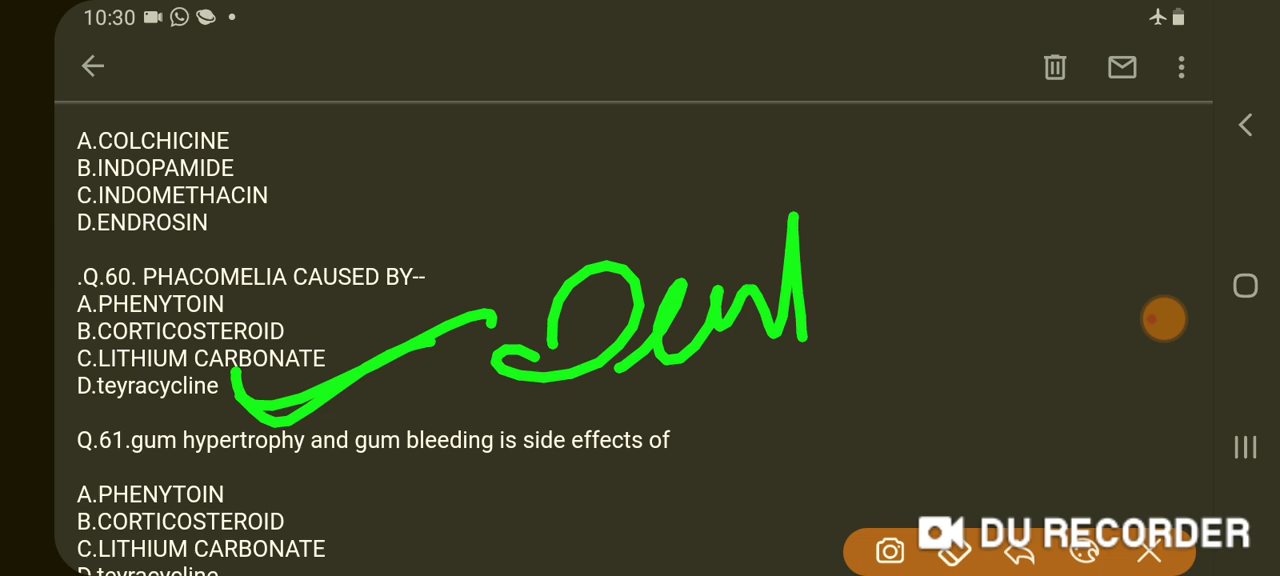 10:30
A.COLCHICINE
B.INDOPAMIDE
C.INDOMETHACIN
D.ENDROSIN
.Q.60. PHACOMELIA CAUSED BY--
A.PHENYTOIN
B.CORTICOSTEROID
C.LITHIUM CARBONATE
D.teyracycline
Q.61.gum hypertrophy and gum bleeding is side effects of
A.PHENYTOIN
B.CORTICOSTEROID
C.LITHIUM CARBONATE
D.teyracycline
DU RECORDER